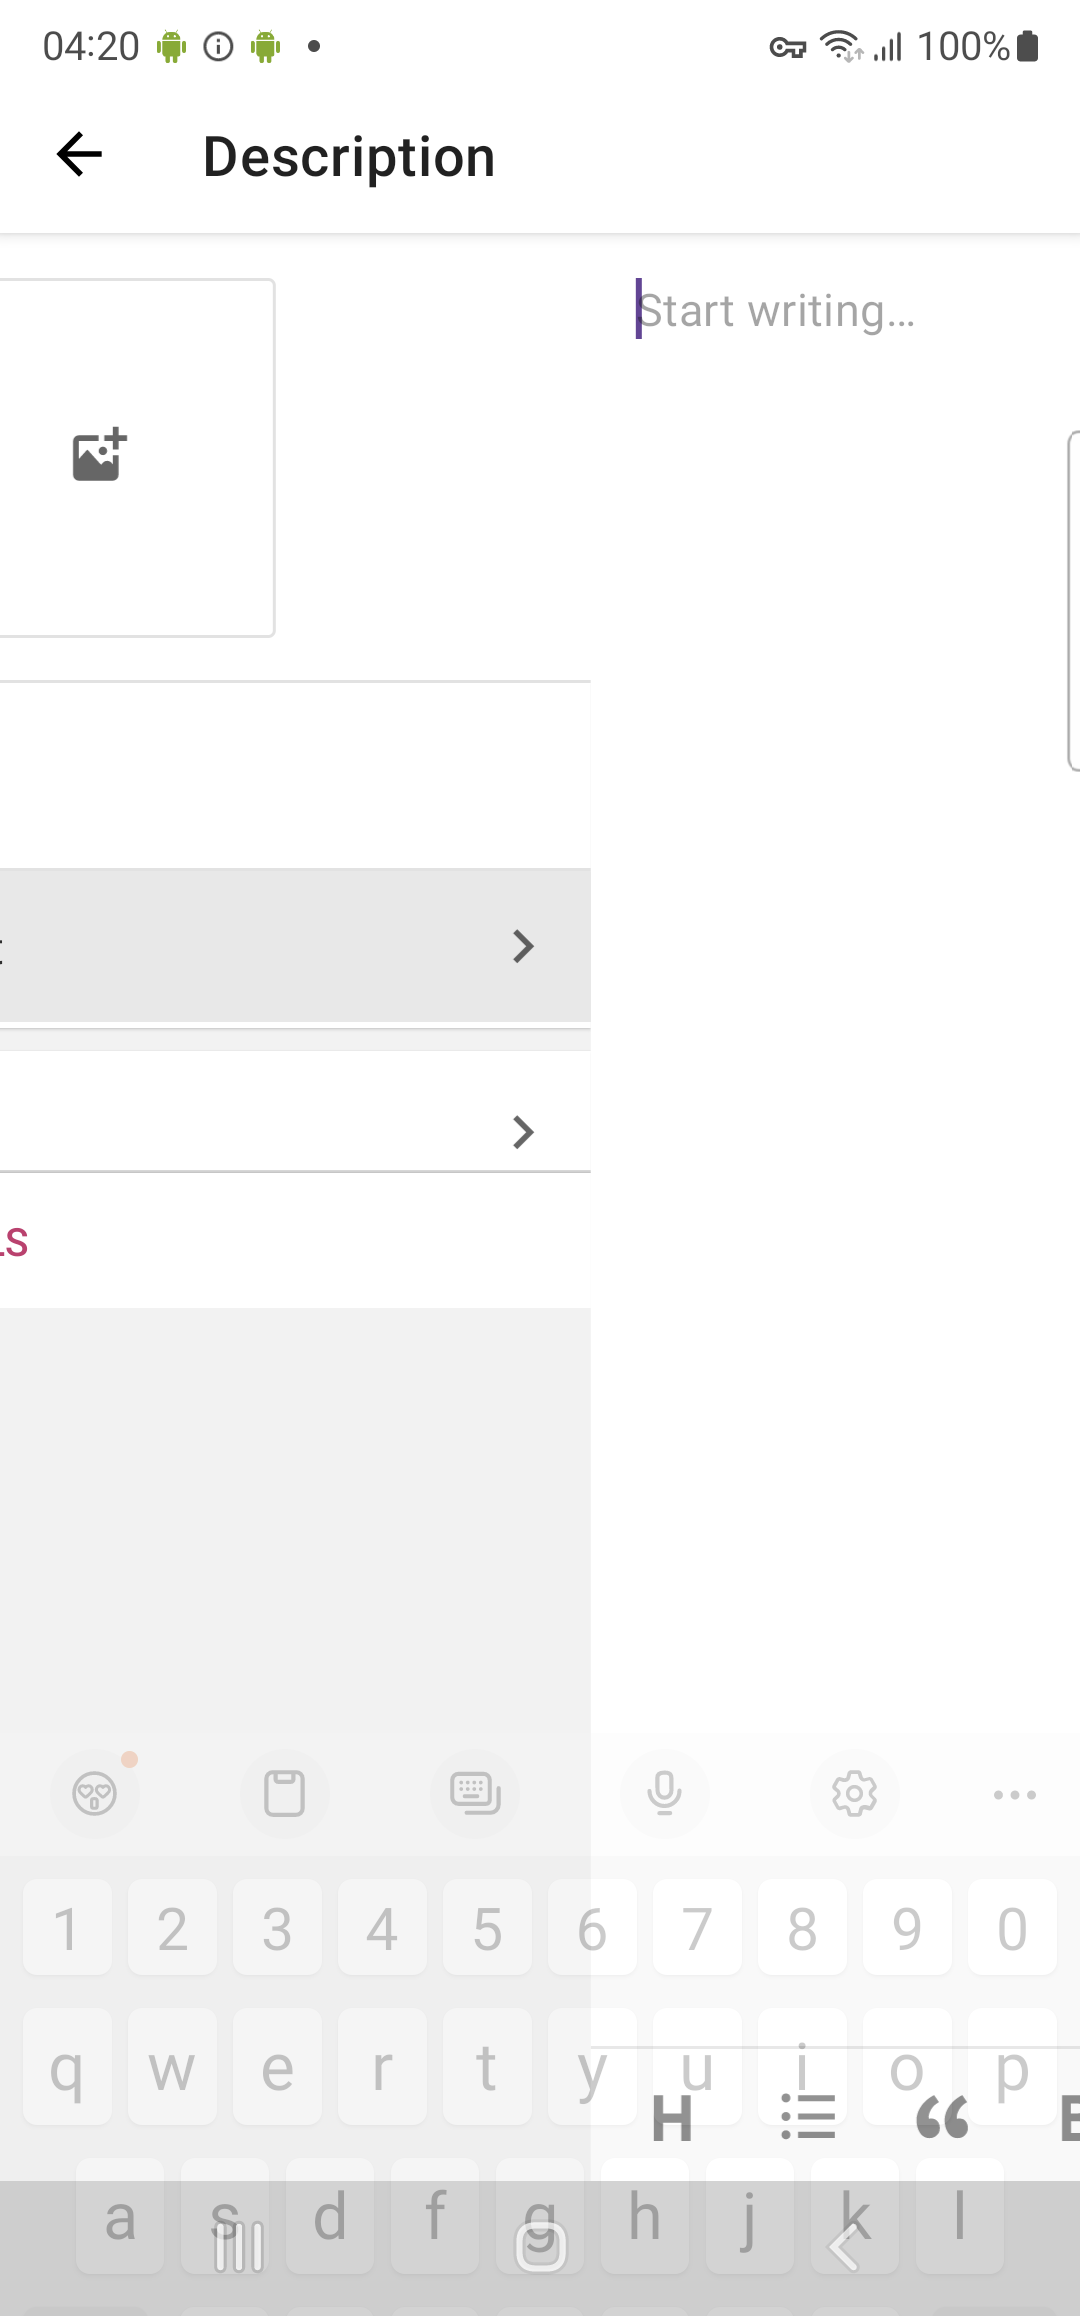 04:20 100%
Description
Start writing…
LS
1 2 3 4 5 6 7 8 9 0
q w e r t y u i o p
H
a s d f g h j k l